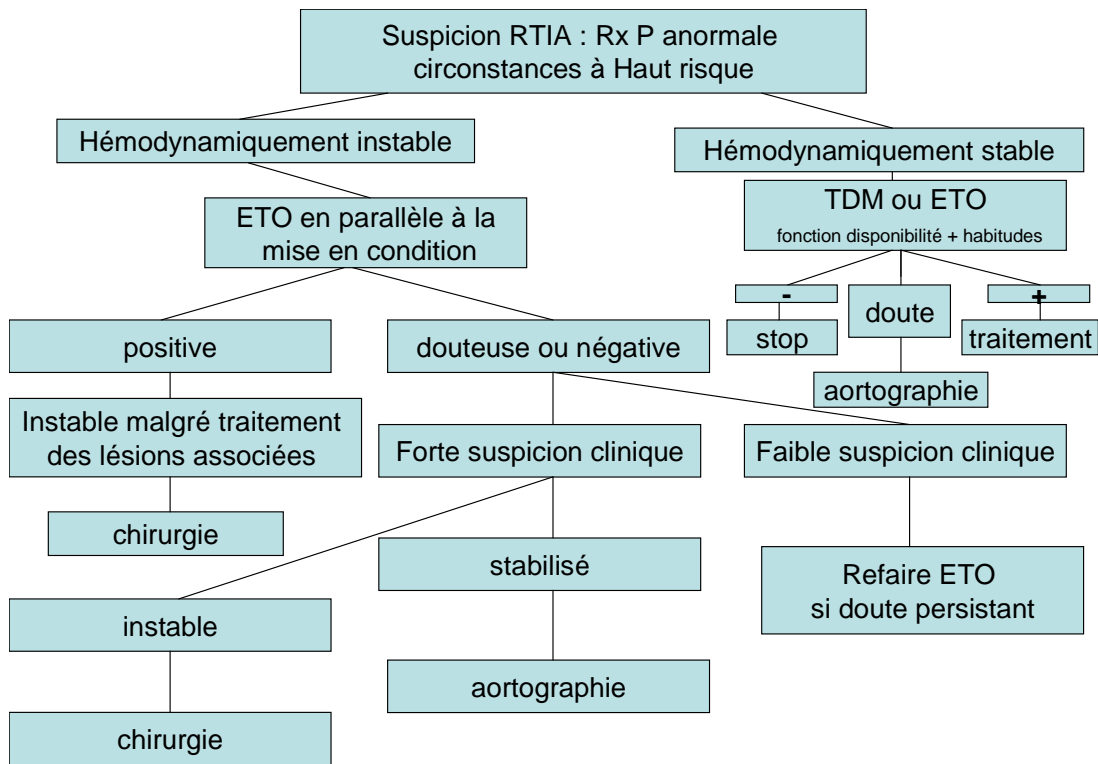 Suspicion RTIA : Rx P anormale
circonstances à Haut risque
Hémodynamiquement instable
Hémodynamiquement stable
ETO en parallèle à la
mise en condition
TDM ou ETO
fonction disponibilité + habitudes
-
doute
+
stop
traitement
positive
douteuse ou négative
aortographie
Instable malgré traitement
des lésions associées
Forte suspicion clinique
Faible suspicion clinique
chirurgie
stabilisé
Refaire ETO
si doute persistant
instable
aortographie
chirurgie